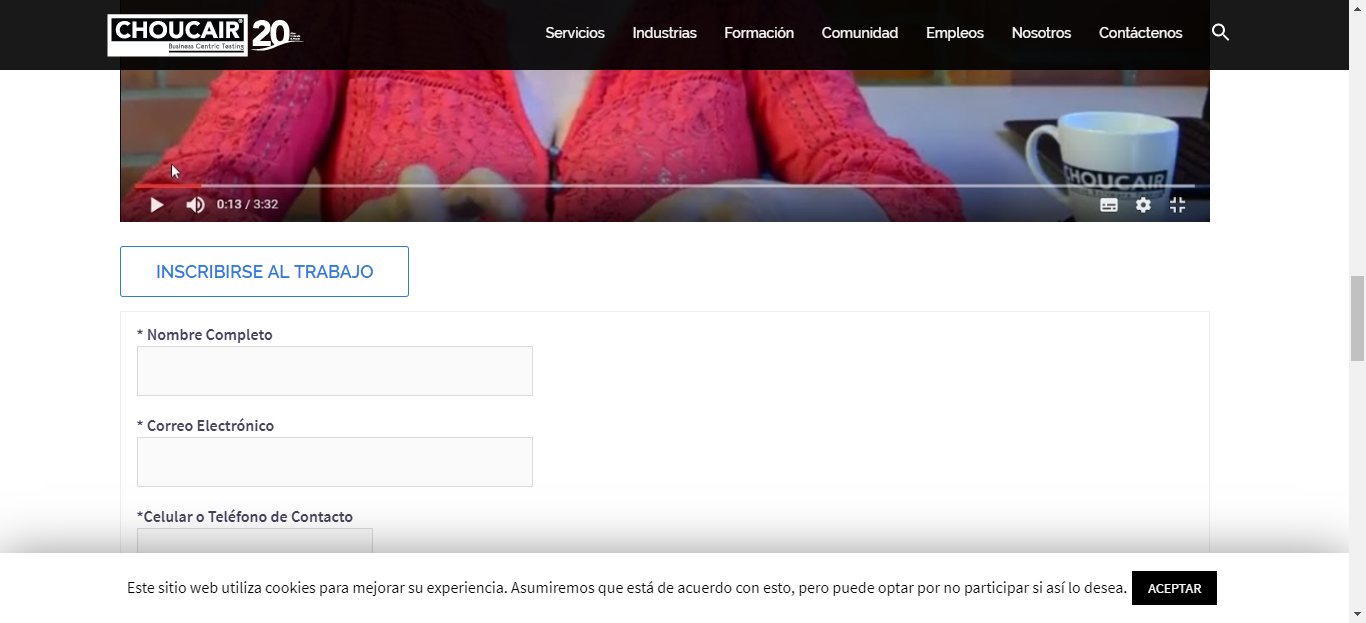 CHOUCAIR
Business Centric Testing
20
Servicios
Industrias
Formación
Comunidad
Empleos
Nosotros
Contáctenos
CHOUCAIR
0:13 / 3:32
INSCRIBIRSE AL TRABAJO
* Nombre Completo
* Correo Electrónico
*Celular o Teléfono de Contacto
Este sitio web utiliza cookies para mejorar su experiencia. Asumiremos que está de acuerdo con esto, pero puede optar por no participar si así lo desea.
ACEPTAR